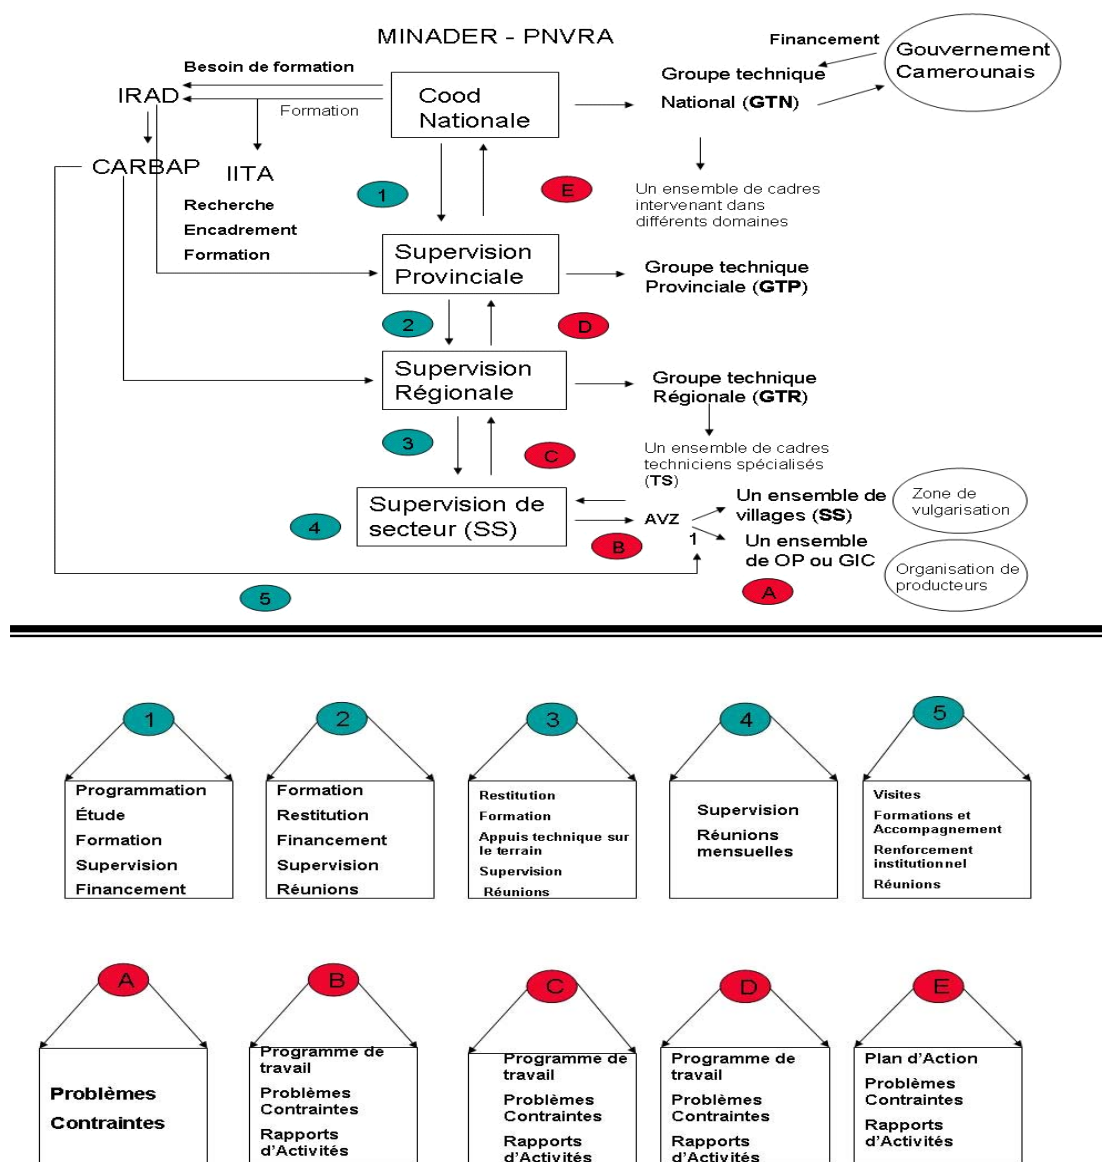 MINADER - PNVRA
Financement
Gouvernement
Camerounais
Besoin de formation
IRAD
Formation
Cood
Nationale
Groupe technique
National (GTN)
CARBAP
IITA
Recherche
Encadrement
Formation
1
E
Un ensemble de cadres
intervenant dans
différents domaines
Supervision
Provinciale
Groupe technique
Provinciale (GTP)
2
D
Supervision
Régionale
Groupe technique
Régionale (GTR)
3
C
Un ensemble de cadres
techniciens spécialisés
(TS)
Supervision de
secteur (SS)
4
B
AVZ
1
Un ensemble de
villages (SS)
Zone de
vulgarisation
Un ensemble
de OP ou GIC
Organisation de
producteurs
5
A
1
Programmation
Étude
Formation
Supervision
Financement
2
Formation
Restitution
Financement
Supervision
Réunions
3
Restitution
Formation
Appuis technique sur
le terrain
Supervision
Réunions
4
Supervision
Réunions
mensuelles
5
Visites
Formations et
Accompagnement
Renforcement
institutionnel
Réunions
A
Problèmes
Contraintes
B
Programme de
travail
Problèmes
Contraintes
Rapports
d'Activités
C
Programme de
travail
Problèmes
Contraintes
Rapports
d'Activités
D
Programme de
travail
Problèmes
Contraintes
Rapports
d'Activités
E
Plan d'Action
Problèmes
Contraintes
Rapports
d'Activités